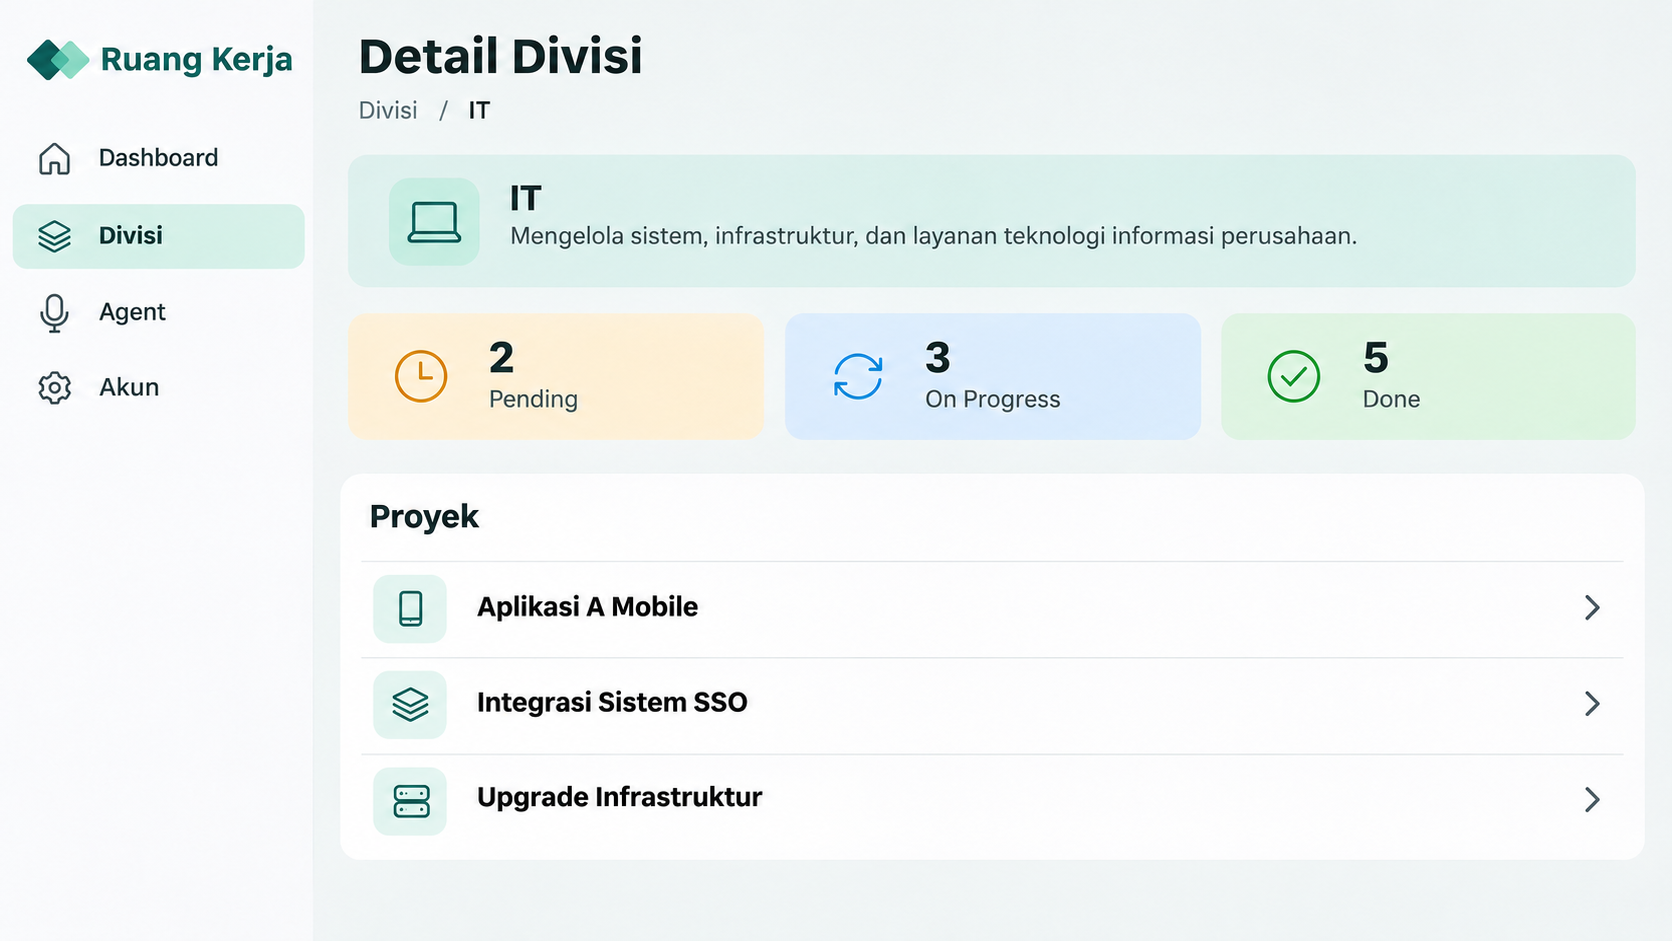 Ruang Kerja
Dashboard
Divisi
Agent
Akun
Detail Divisi
Divisi / IT
IT
Mengelola sistem, infrastruktur, dan layanan teknologi informasi perusahaan.
2
Pending
3
On Progress
5
Done
Proyek
Aplikasi A Mobile
Integrasi Sistem SSO
Upgrade Infrastruktur